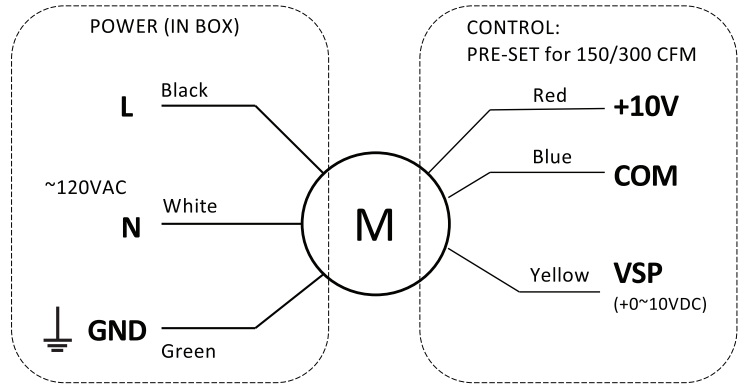 POWER (IN BOX)
Black
L
~120VAC
White
N
GND
Green
M
CONTROL:
PRE-SET for 150/300 CFM
Red
+10V
Blue
COM
Yellow
VSP
(+0~10VDC)